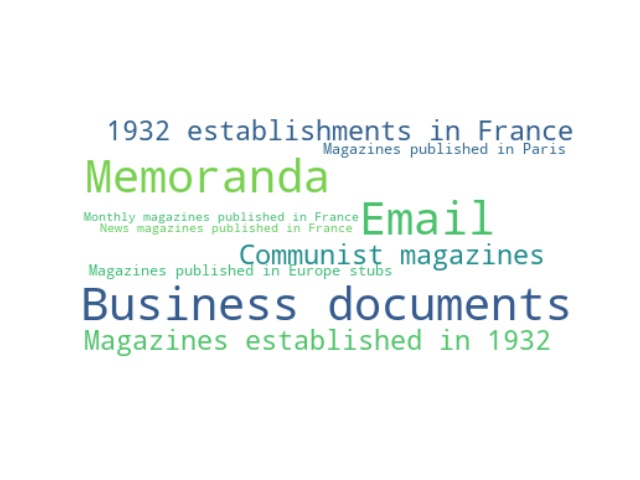 1932 establishments in France
Magazines published in Paris
Memoranda
Monthly magazines published in France
Email
News magazines published in France
Communist magazines
Magazines published in Europe stubs
Business documents
Magazines established in 1932